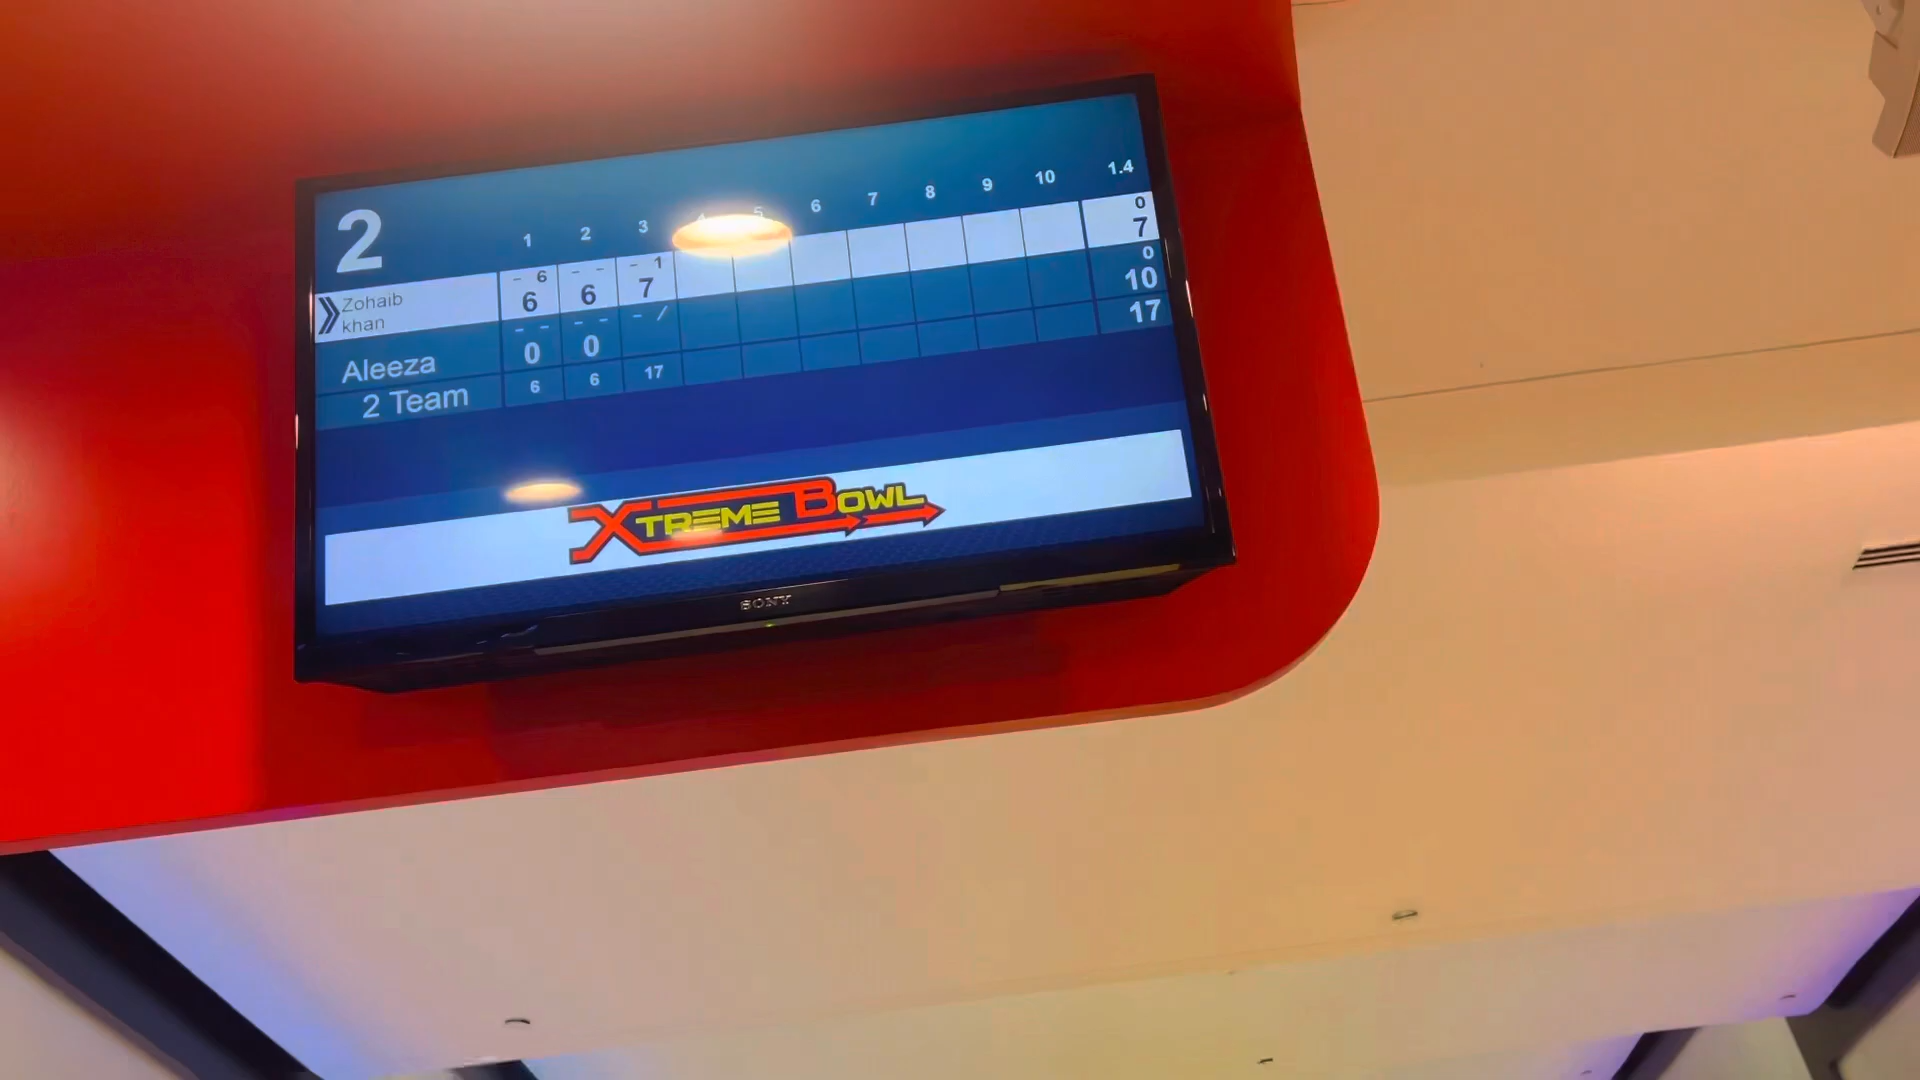 2 1 2 3 5 6 7 8 9 10 1.4
- 6 - - - 1 0
Zohaib khan 6 6 7 7
- - - - - / 0
Aleeza 0 0 10
2 Team 6 6 17 17
XTREME BOWL
SONY